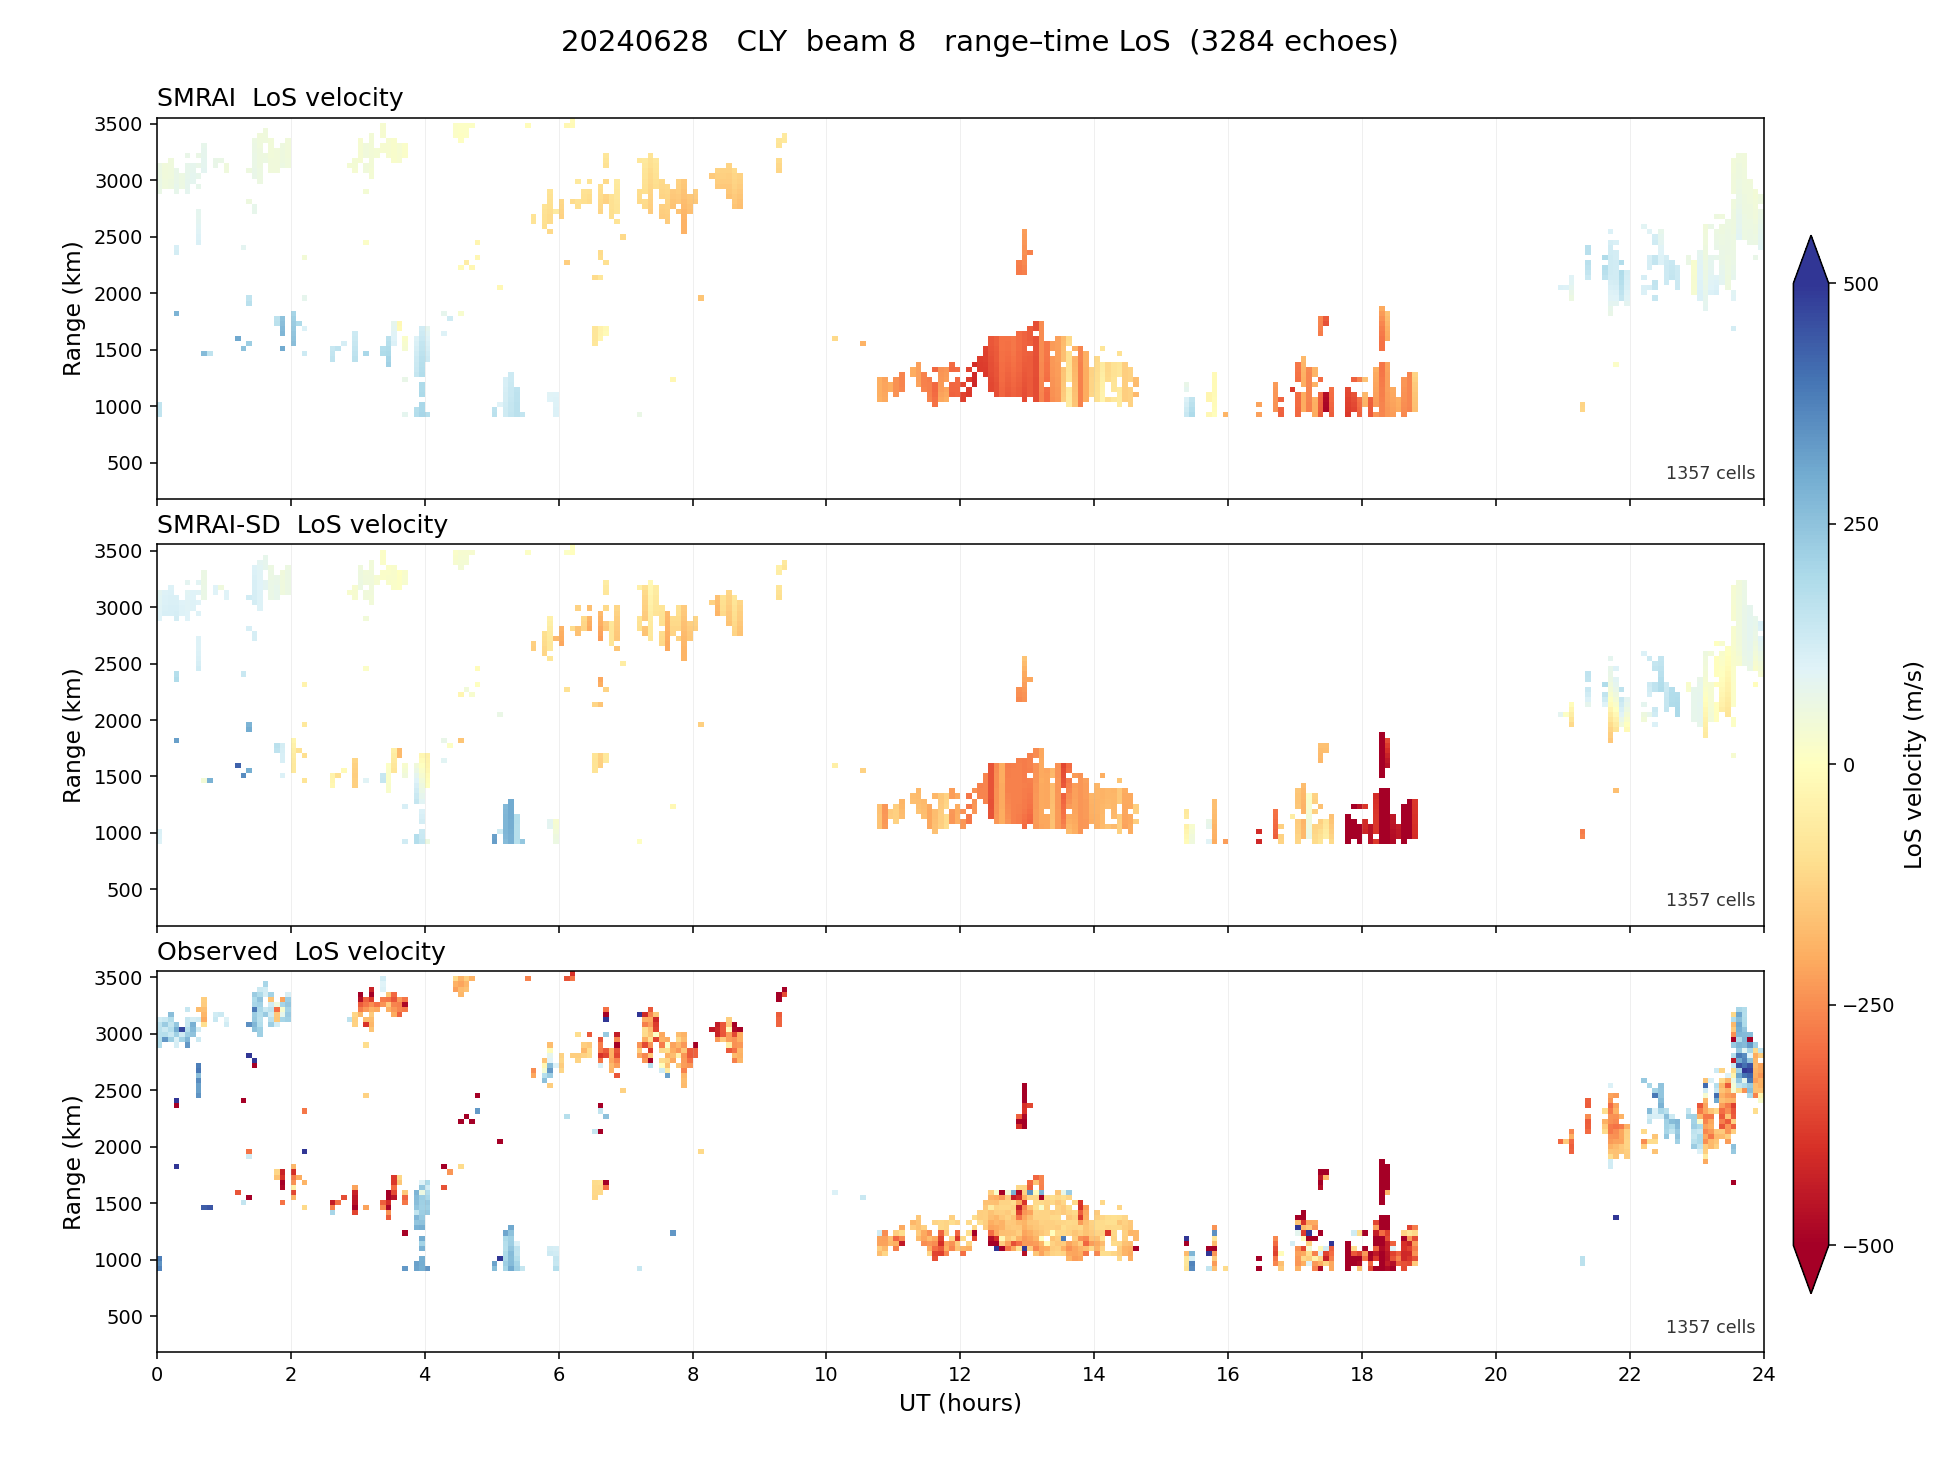 20240628   CLY  beam 8   range–time LoS  (3284 echoes)
SMRAI  LoS velocity
3500
3000
2500
2000
1500
1000
500
Range (km)
1357 cells
SMRAI-SD  LoS velocity
3500
3000
2500
2000
1500
1000
500
Range (km)
1357 cells
Observed  LoS velocity
3500
3000
2500
2000
1500
1000
500
Range (km)
1357 cells
0 2 4 6 8 10 12 14 16 18 20 22 24
UT (hours)
500
250
0
−250
−500
LoS velocity (m/s)